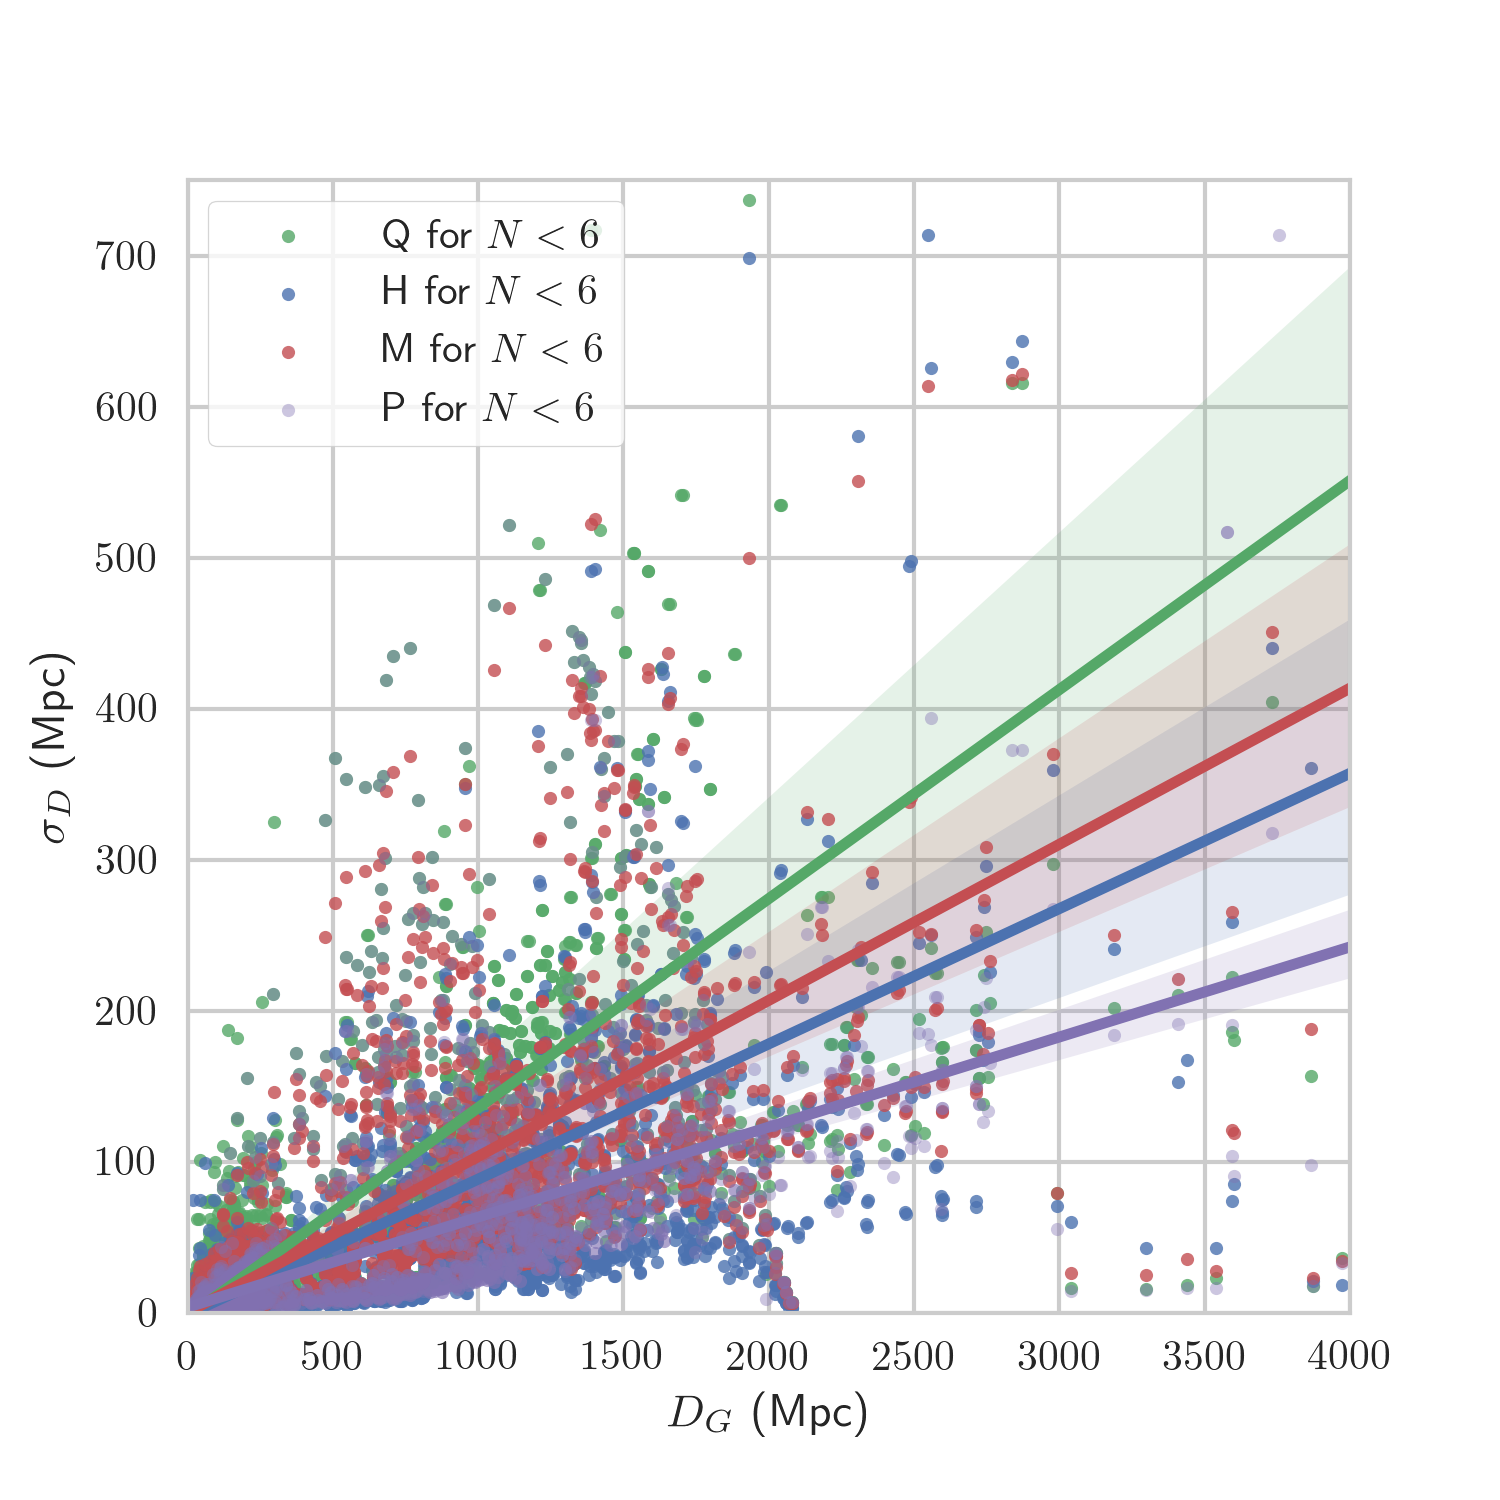 Q for N < 6
H for N < 6
M for N < 6
P for N < 6
700
600
500
400
300
200
100
0
σ_D (Mpc)
0 500 1000 1500 2000 2500 3000 3500 4000
D_G (Mpc)